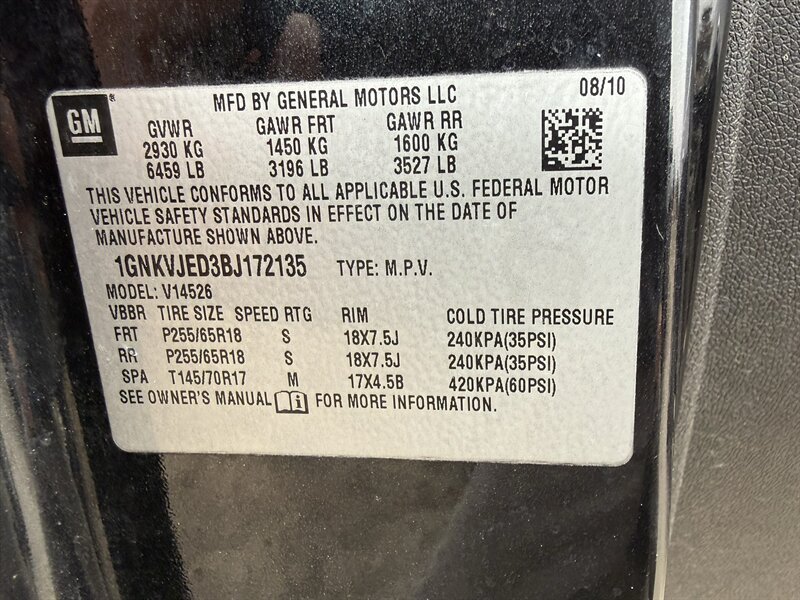 GM
MFD BY GENERAL MOTORS LLC 08/10
GVWR GAWR FRT GAWR RR
2930 KG 1450 KG 1600 KG
6459 LB 3196 LB 3527 LB
THIS VEHICLE CONFORMS TO ALL APPLICABLE U.S. FEDERAL MOTOR
VEHICLE SAFETY STANDARDS IN EFFECT ON THE DATE OF
MANUFACTURE SHOWN ABOVE.
1GNKVJED3BJ172135 TYPE: M.P.V.
MODEL: V14526
VBBR TIRE SIZE SPEED RTG RIM COLD TIRE PRESSURE
FRT P255/65R18 S 18X7.5J 240KPA(35PSI)
RR P255/65R18 S 18X7.5J 240KPA(35PSI)
SPA T145/70R17 M 17X4.5B 420KPA(60PSI)
SEE OWNER'S MANUAL i FOR MORE INFORMATION.